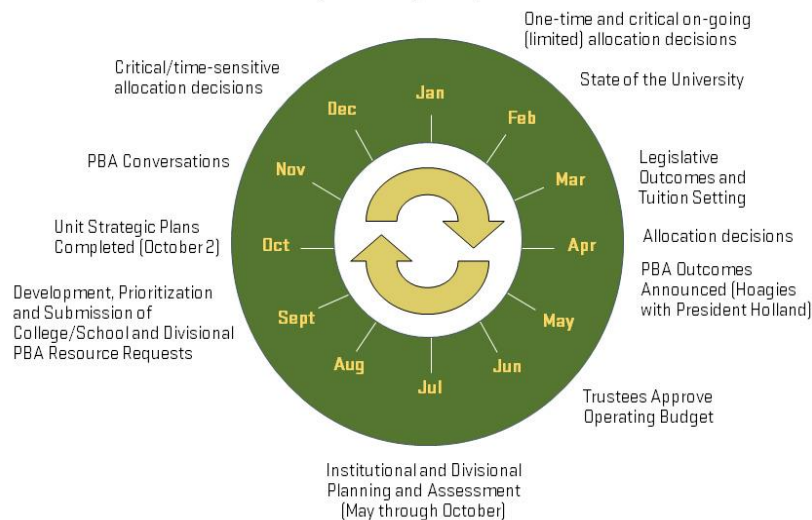 One-time and critical on-going
(limited) allocation decisions
State of the University
Legislative
Outcomes and
Tuition Setting
Allocation decisions
PBA Outcomes
Announced (Hoagies
with President Holland)
Trustees Approve
Operating Budget
Institutional and Divisional
Planning and Assessment
(May through October)
Development, Prioritization
and Submission of
College/School and Divisional
PBA Resource Requests
Unit Strategic Plans
Completed (October 2)
PBA Conversations
Critical/time-sensitive
allocation decisions
Jan
Feb
Mar
Apr
May
Jun
Jul
Aug
Sept
Oct
Nov
Dec